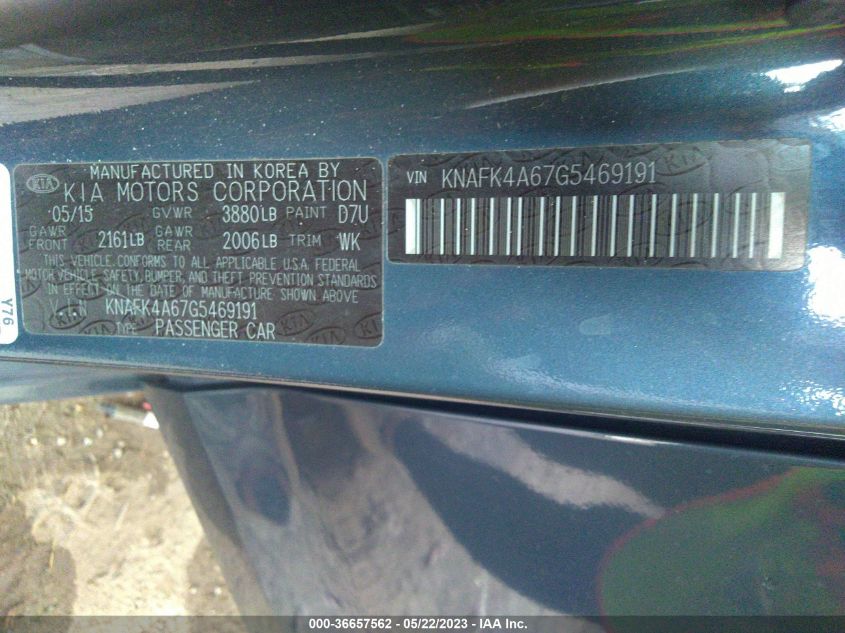 MANUFACTURED IN KOREA BY
KIA KIA MOTORS CORPORATION
05/15 GVWR 3880LB PAINT D7U
GAWR FRONT 2161LB GAWR REAR 2006LB TRIM WK
THIS VEHICLE CONFORMS TO ALL APPLICABLE U.S.A FEDERAL
MOTOR VEHICLE SAFETY, BUMPER, AND THEFT PREVENTION STANDARDS
IN EFFECT ON THE DATE OF MANUFACTURE SHOWN ABOVE
V.I.N KNAFK4A67G5469191
TYPE PASSENGER CAR
VIN KNAFK4A67G5469191
Y76
000-36657562 - 05/22/2023 - IAAI - Copart Inc.